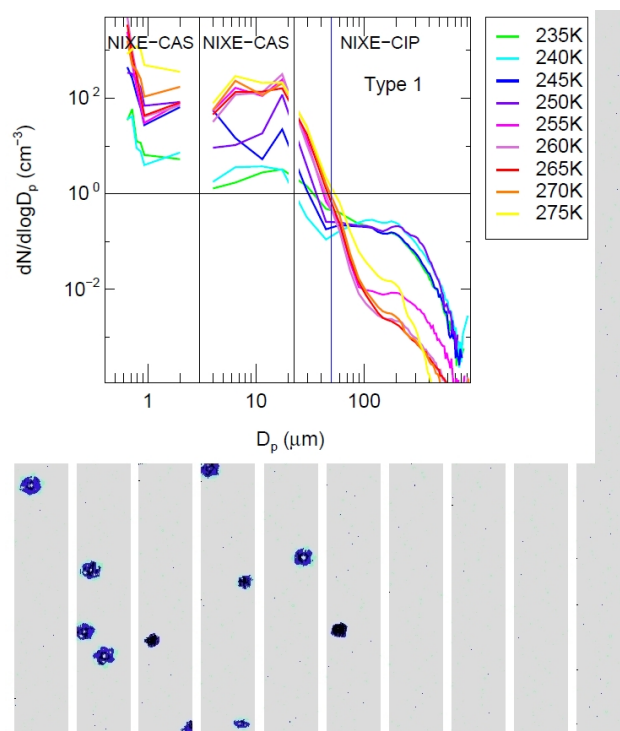 NIXE−CAS NIXE−CAS NIXE−CIP
Type 1
10²
10⁰
10⁻²
dN/dlogDₚ (cm⁻³)
1 10 100
Dₚ (μm)
235K
240K
245K
250K
255K
260K
265K
270K
275K